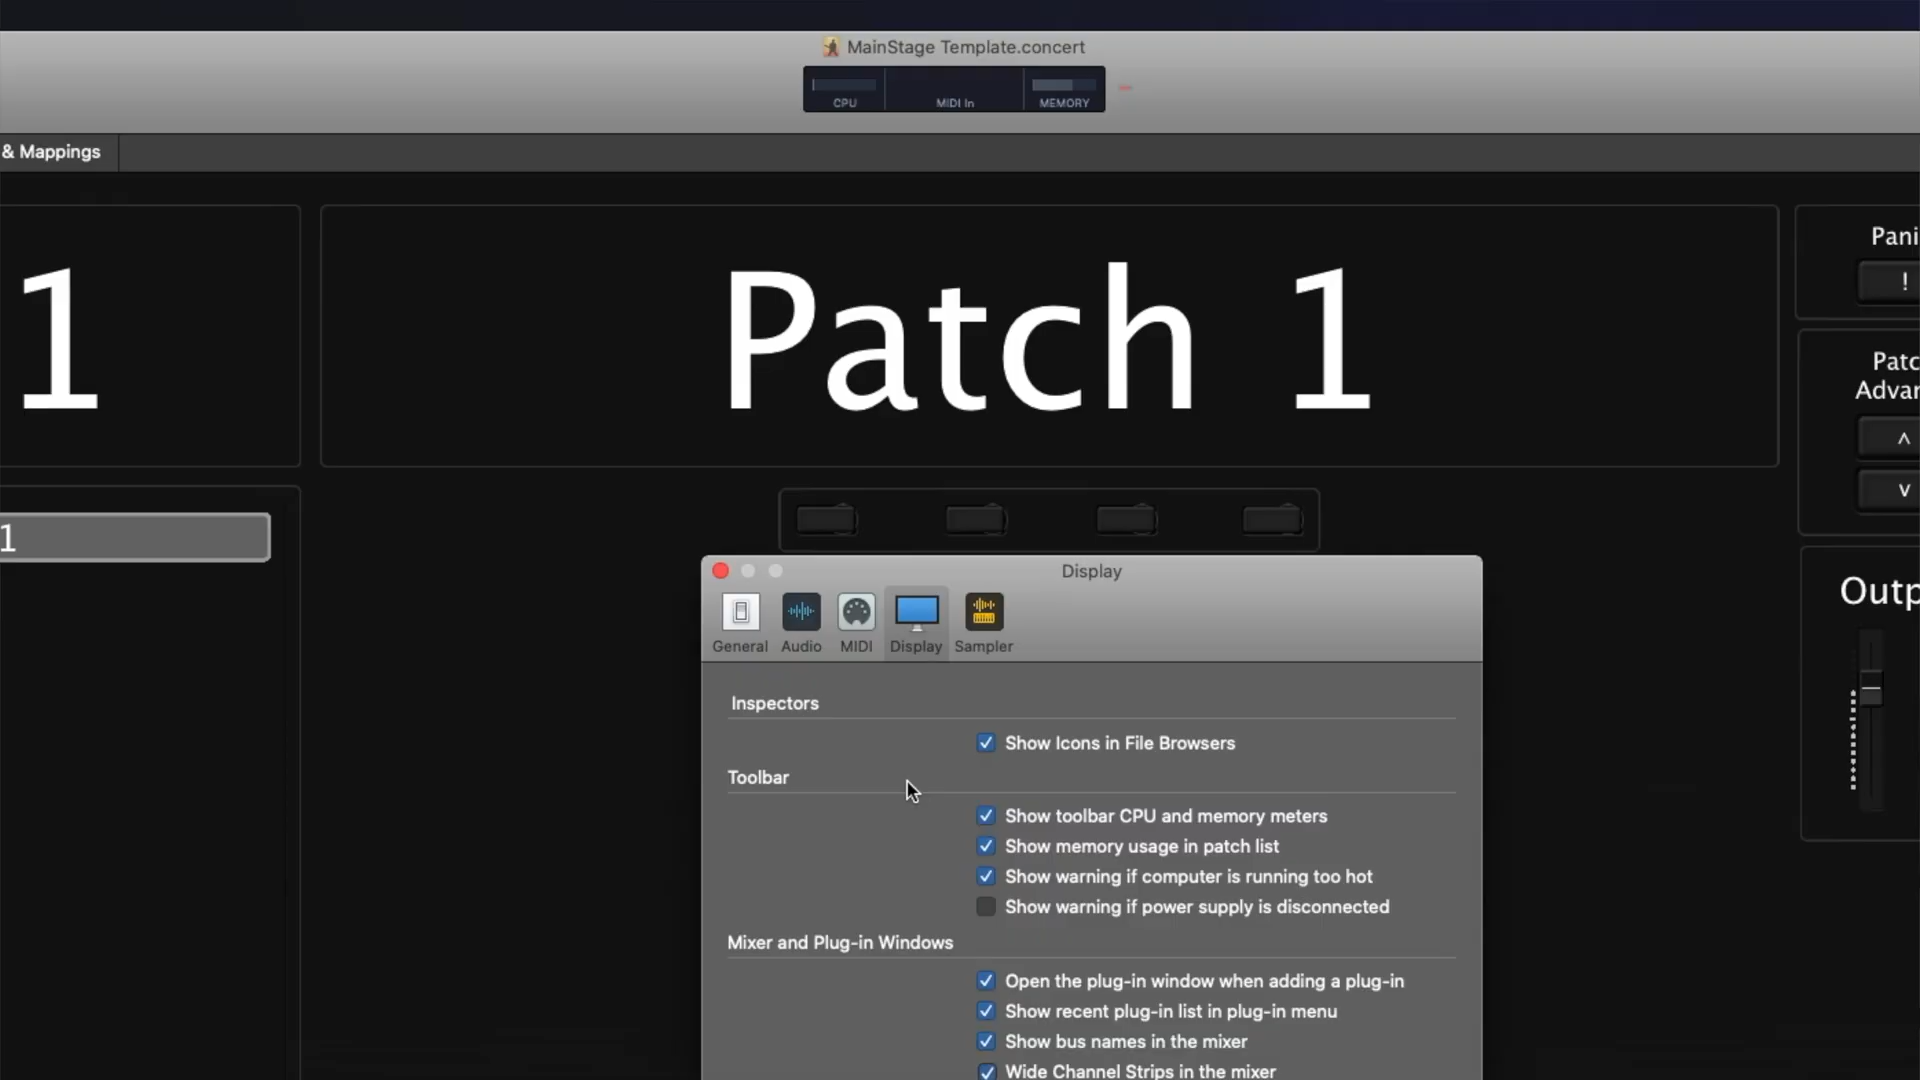 MainStage Template.concert
CPU
MIDI In
MEMORY
& Mappings
1
Patch 1
Pani
!
Patc
Advar
^
v
1
Outp
Display
General
Audio
MIDI
Display
Sampler
Inspectors
Show Icons in File Browsers
Toolbar
Show toolbar CPU and memory meters
Show memory usage in patch list
Show warning if computer is running too hot
Show warning if power supply is disconnected
Mixer and Plug-in Windows
Open the plug-in window when adding a plug-in
Show recent plug-in list in plug-in menu
Show bus names in the mixer
Wide Channel Strips in the mixer